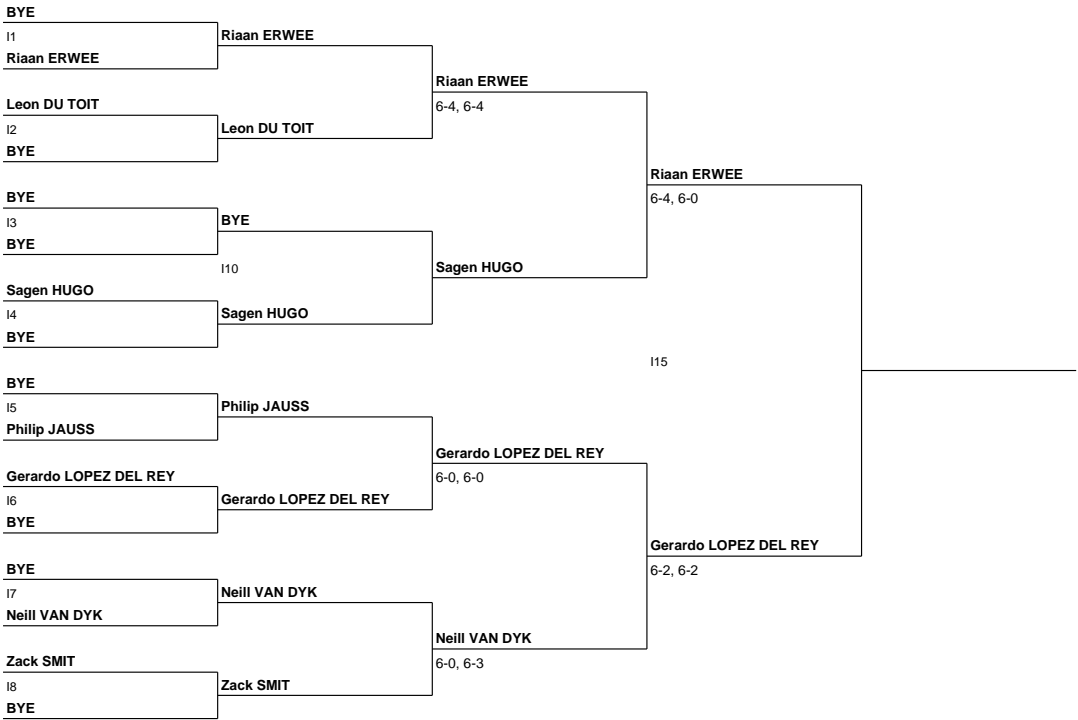 BYE
I1
Riaan ERWEE
Leon DU TOIT
I2
BYE
BYE
I3
BYE
Sagen HUGO
I4
BYE
BYE
I5
Philip JAUSS
Gerardo LOPEZ DEL REY
I6
BYE
BYE
I7
Neill VAN DYK
Zack SMIT
I8
BYE
Riaan ERWEE
Leon DU TOIT
BYE
I10
Sagen HUGO
Philip JAUSS
Gerardo LOPEZ DEL REY
Neill VAN DYK
Zack SMIT
Riaan ERWEE
6-4, 6-4
Sagen HUGO
Gerardo LOPEZ DEL REY
6-0, 6-0
Neill VAN DYK
6-0, 6-3
Riaan ERWEE
6-4, 6-0
I15
Gerardo LOPEZ DEL REY
6-2, 6-2